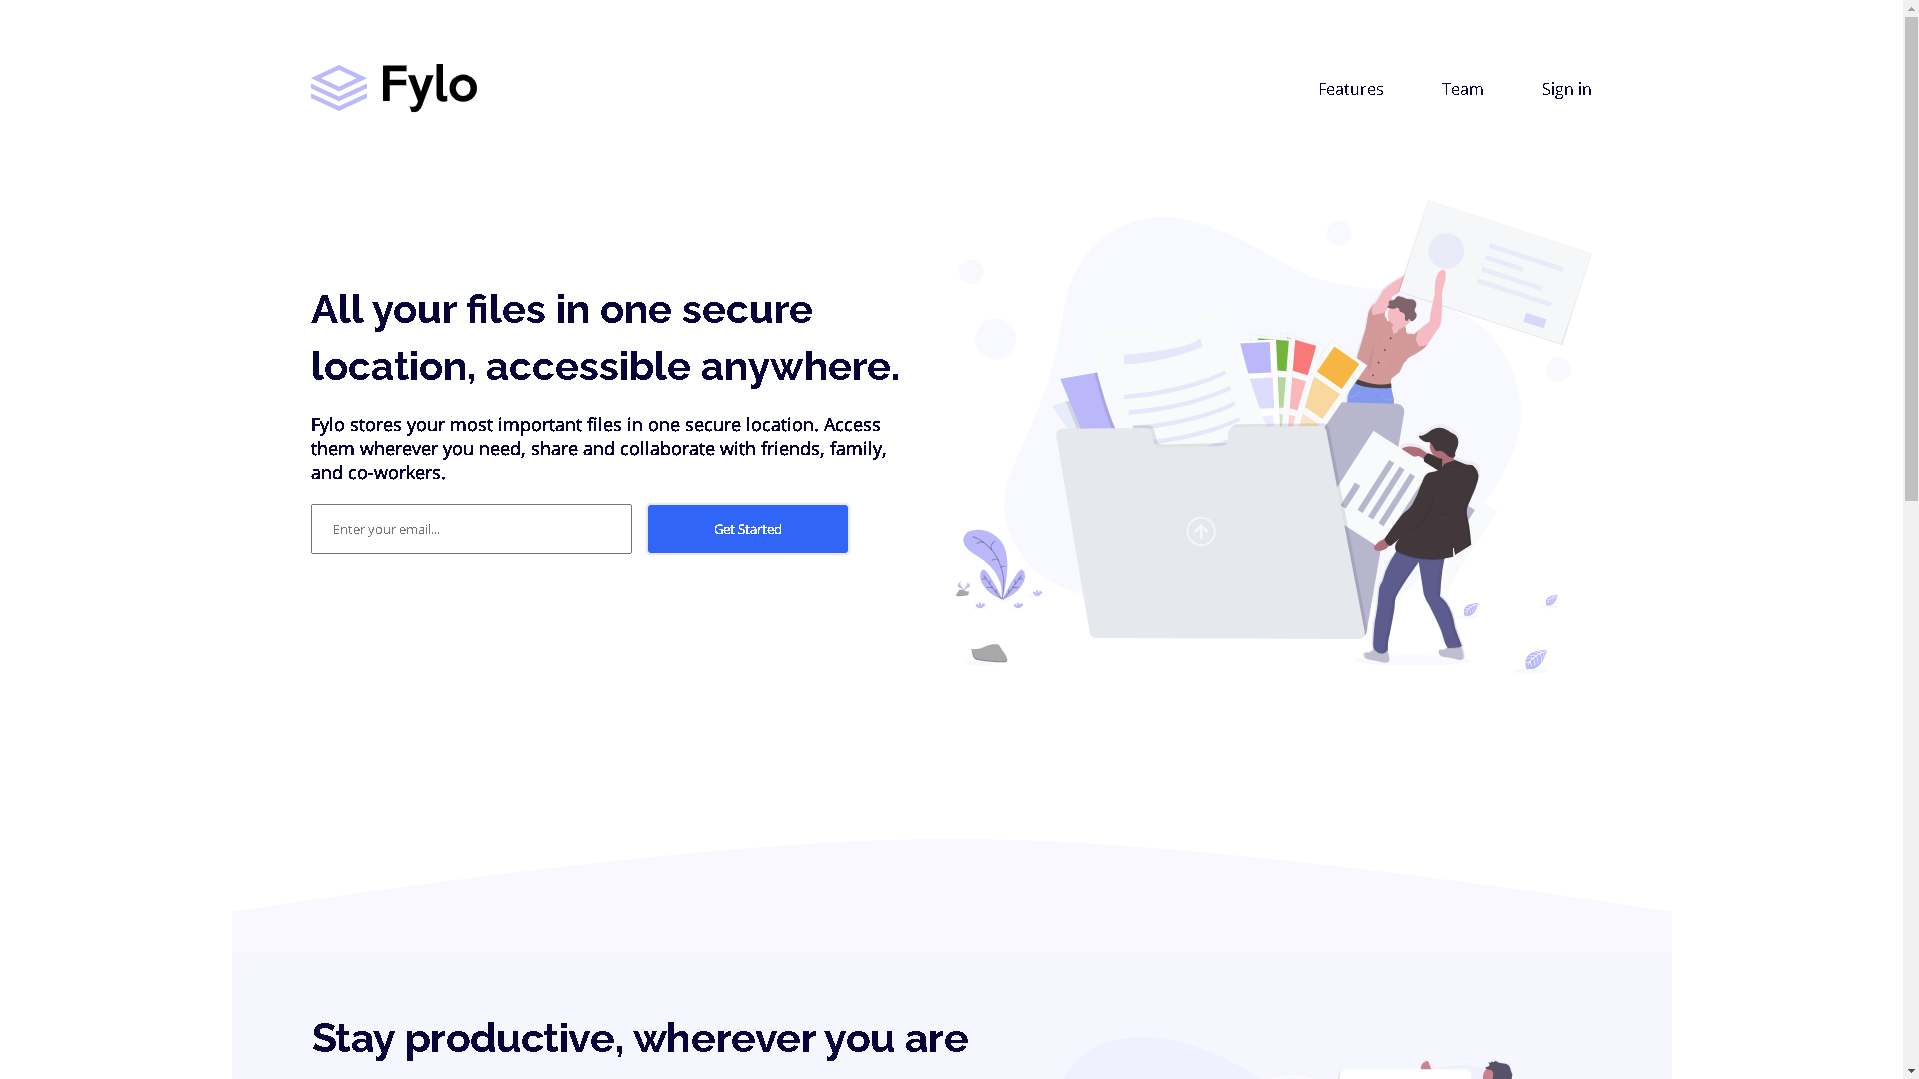 Fylo
Features
Team
Sign in
All your files in one secure
location, accessible anywhere.
Fylo stores your most important files in one secure location. Access
them wherever you need, share and collaborate with friends, family,
and co-workers.
Enter your email...
Get Started
Stay productive, wherever you are